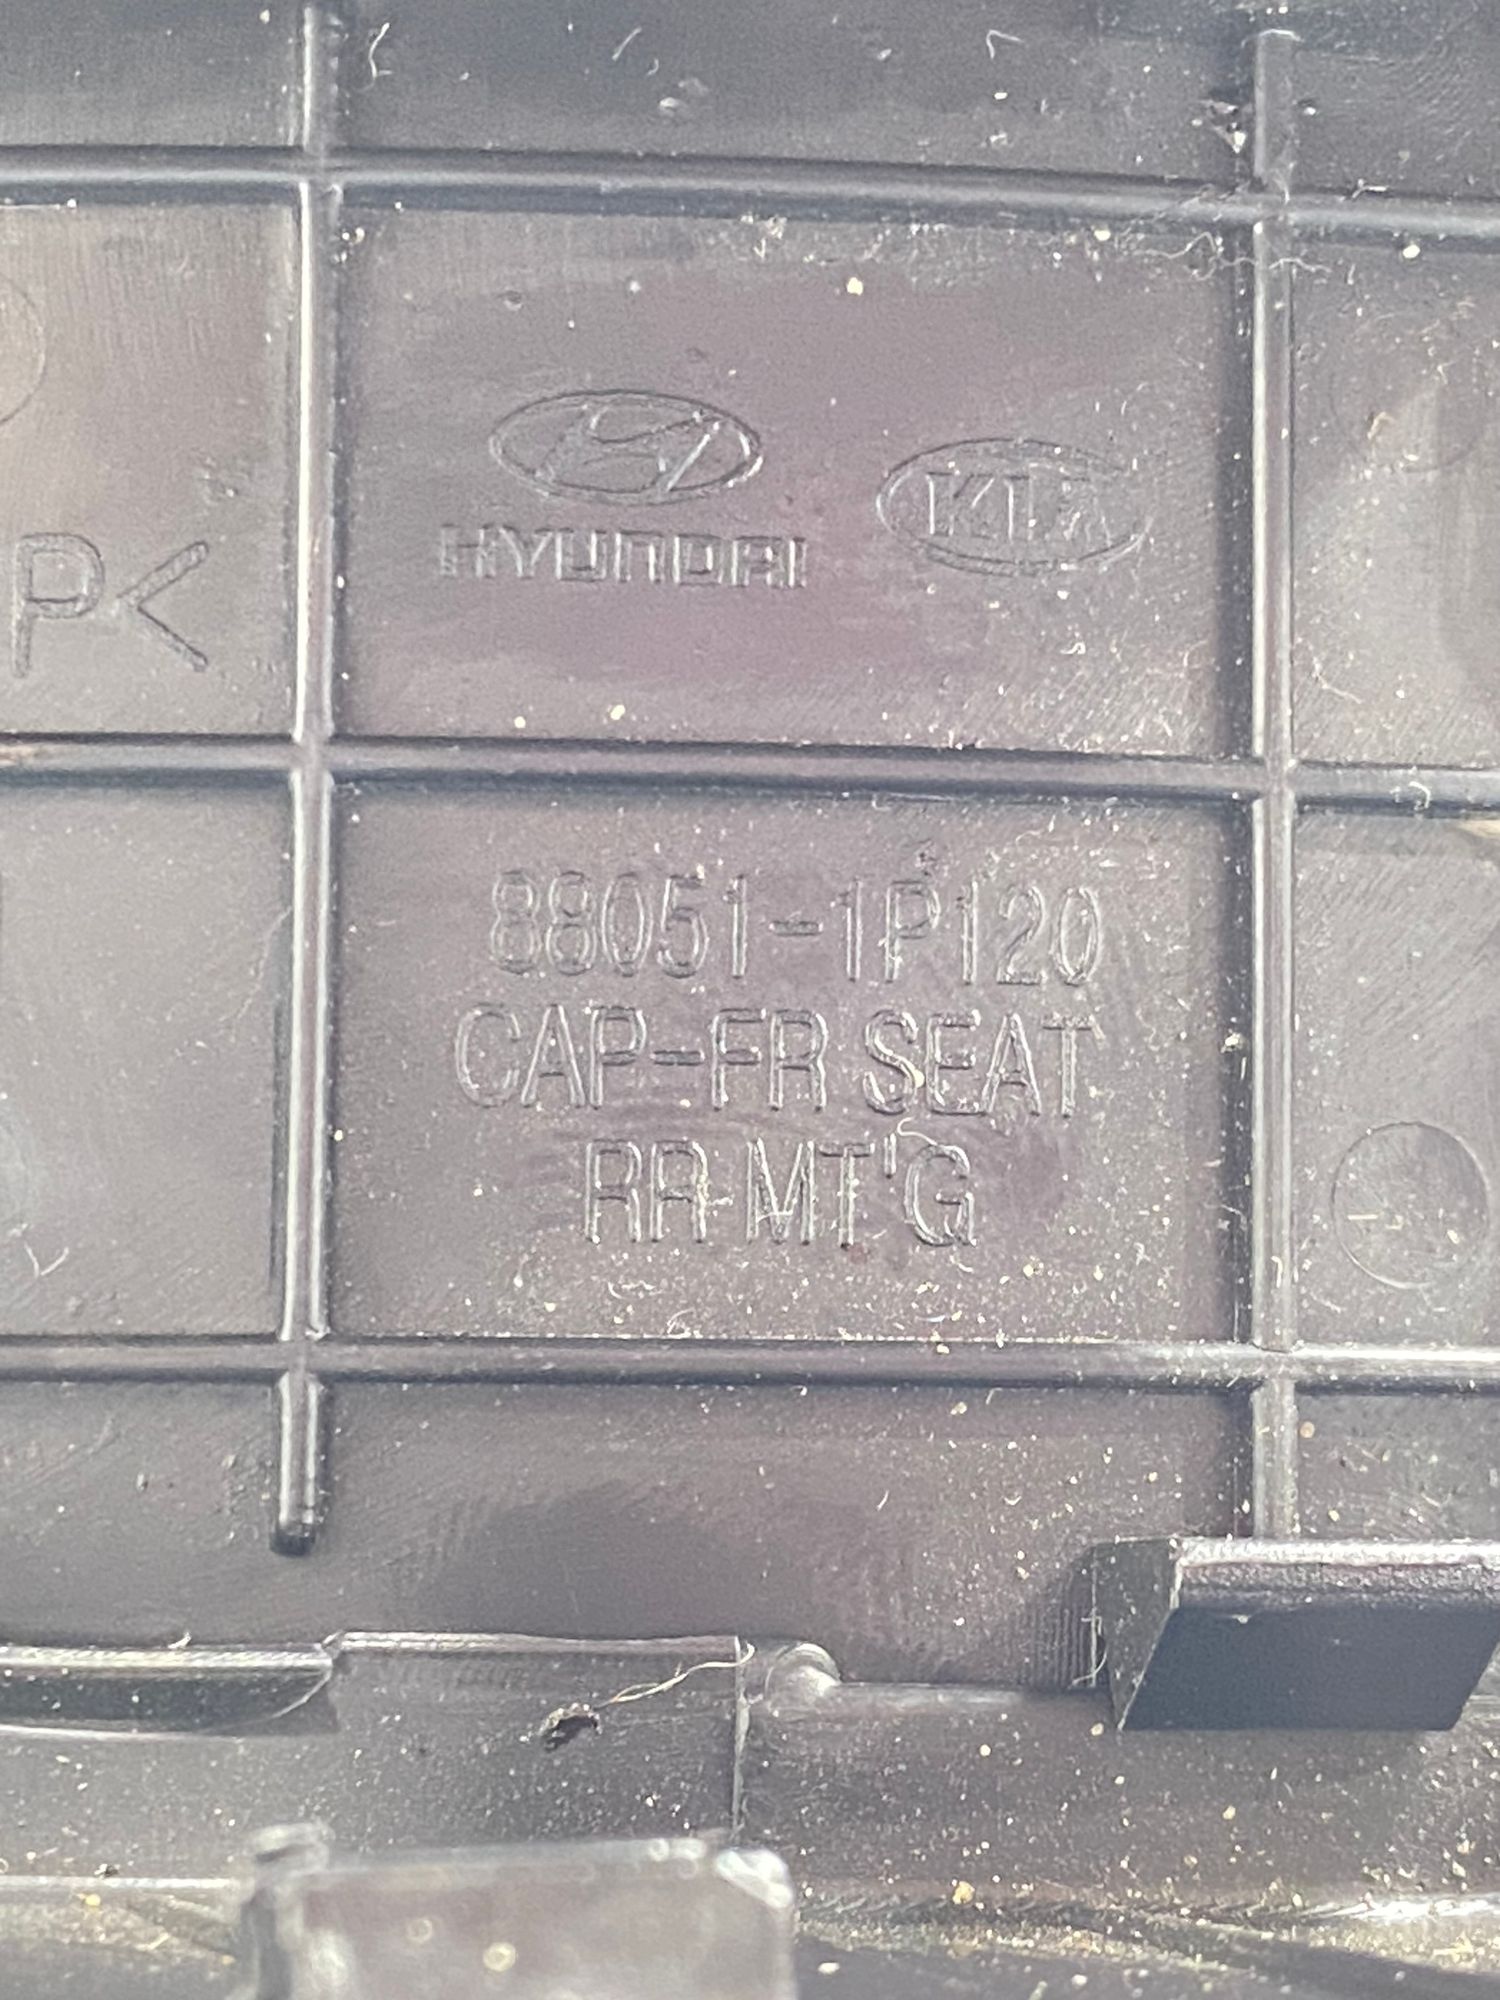 HYUNDAI
KIA
P<
88051-1P120
CAP-FR SEAT
RR MT'G